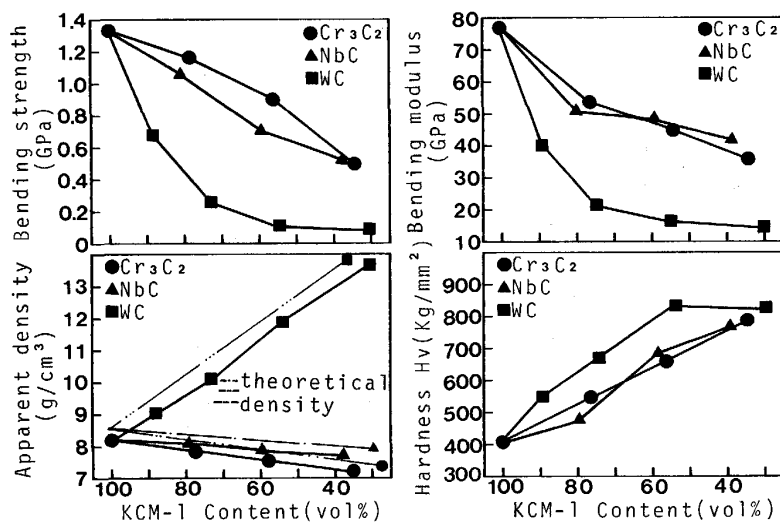 Bending strength
(GPa)
1.4
1.2
1.0
0.8
0.6
0.4
0.2
0
Cr₃C₂
NbC
WC
Bending modulus
(GPa)
80
70
60
50
40
30
20
10
Cr₃C₂
NbC
WC
Apparent density
(g/cm³)
13
12
11
10
9
8
7
Cr₃C₂
NbC
WC
theoretical
density
100 80 60 40
KCM-1 Content(vol%)
Hardness Hv(Kg/mm²)
900
800
700
600
500
400
300
Cr₃C₂
NbC
WC
100 80 60 40
KCM-1 Content(vol%)